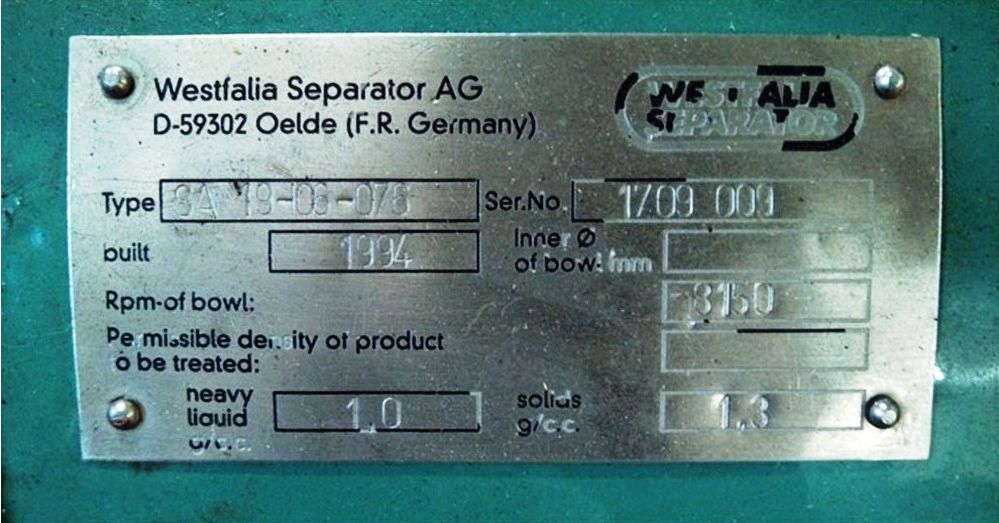 Westfalia Separator AG
D-59302 Oelde (F.R. Germany)
WESTFALIA
SEPARATOR
Type SA 19-06-076 Ser.No. 1709 009
built 1994 Inner Ø
of bowl mm
Rpm-of bowl: 8150
Permissible density of product
to be treated:
heavy
liquid
g/c.c. 1,0
solids
g/c.c. 1,3